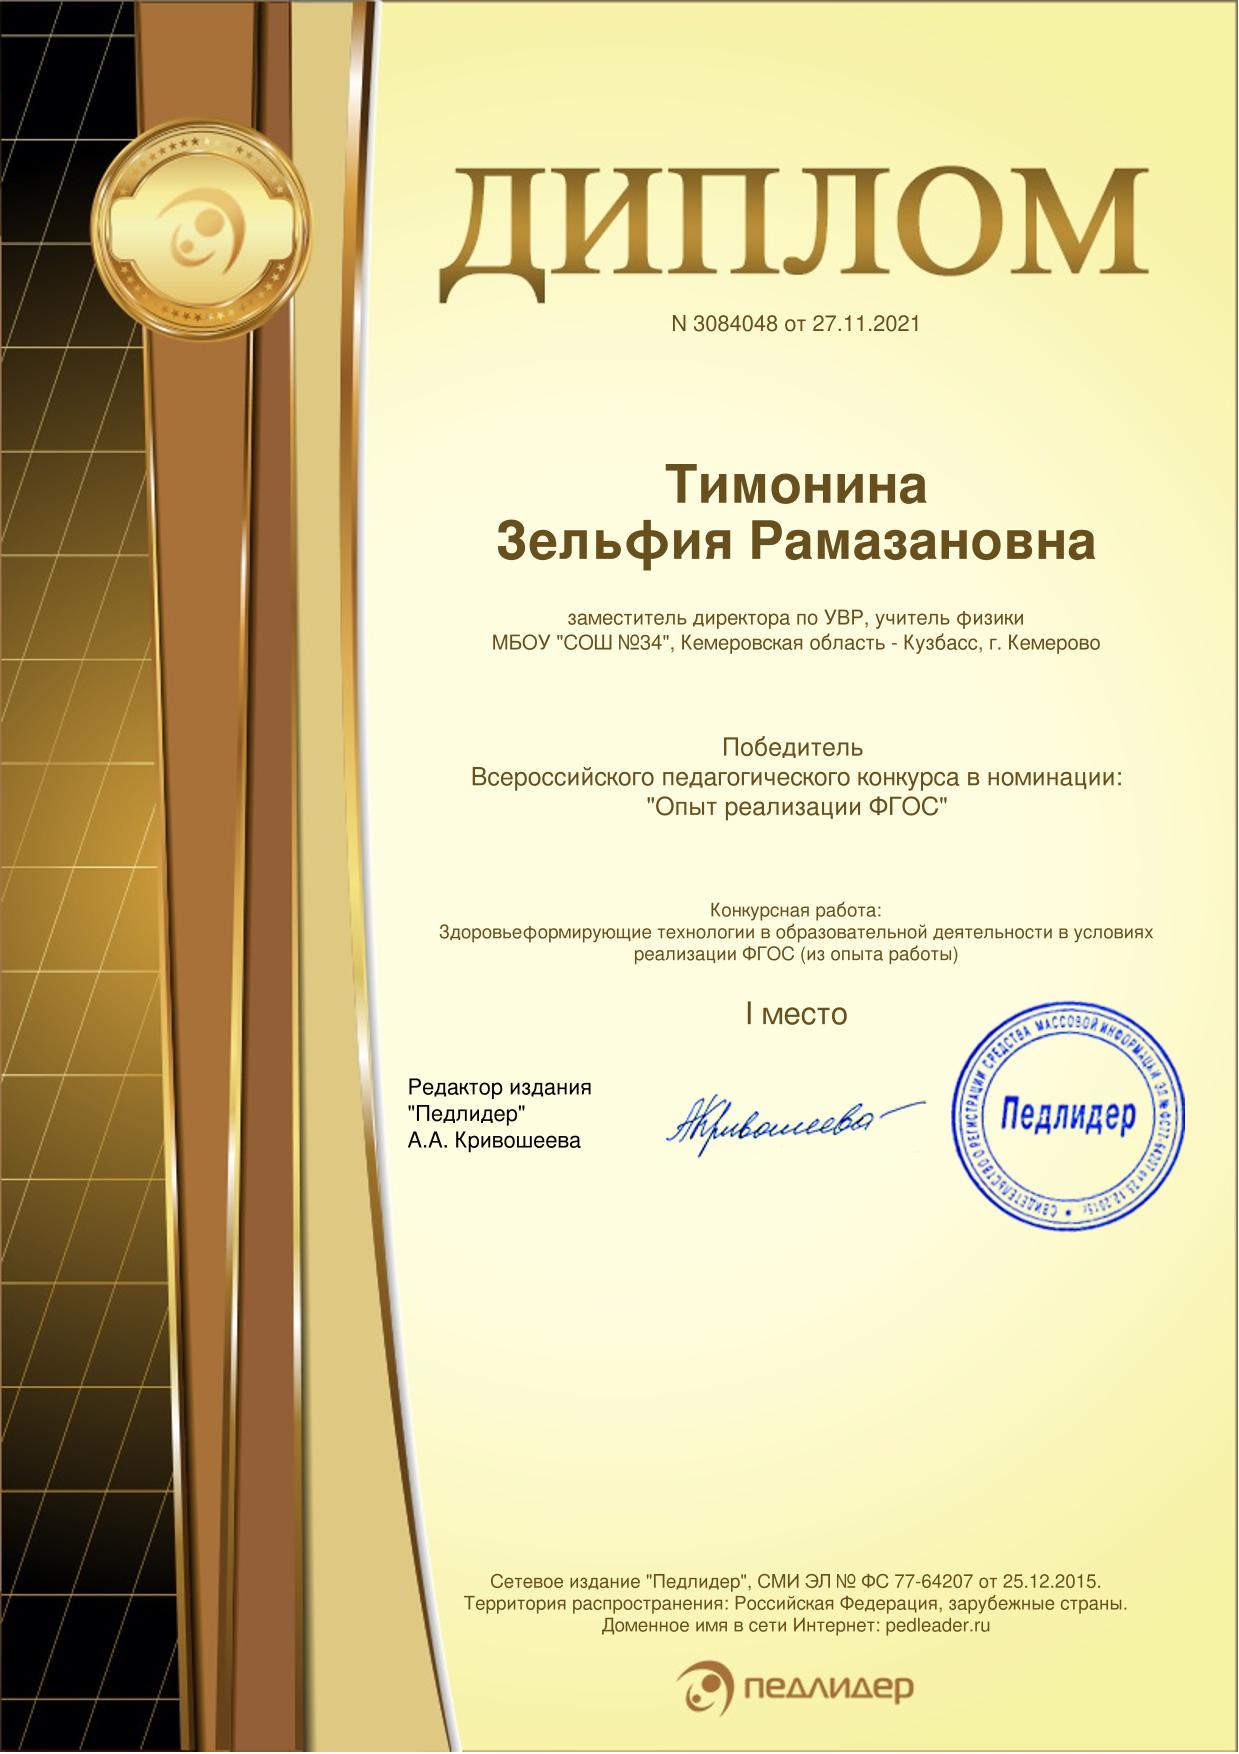 ДИПЛОМ
N 3084048 от 27.11.2021
Тимонина
Зельфия Рамазановна
заместитель директора по УВР, учитель физики
МБОУ "СОШ №34", Кемеровская область - Кузбасс, г. Кемерово
Победитель
Всероссийского педагогического конкурса в номинации:
"Опыт реализации ФГОС"
Конкурсная работа:
Здоровьеформирующие технологии в образовательной деятельности в условиях
реализации ФГОС (из опыта работы)
I место
Редактор издания
"Педлидер"
А.А. Кривошеева
АКривошеева
СВИДЕТЕЛЬСТВО О РЕГИСТРАЦИИ СРЕДСТВА МАССОВОЙ ИНФОРМАЦИИ ЭЛ № ФС77-64207 от 25.12.2015г.
Педлидер
Сетевое издание "Педлидер", СМИ ЭЛ № ФС 77-64207 от 25.12.2015.
Территория распространения: Российская Федерация, зарубежные страны.
Доменное имя в сети Интернет: pedleader.ru
педлидер